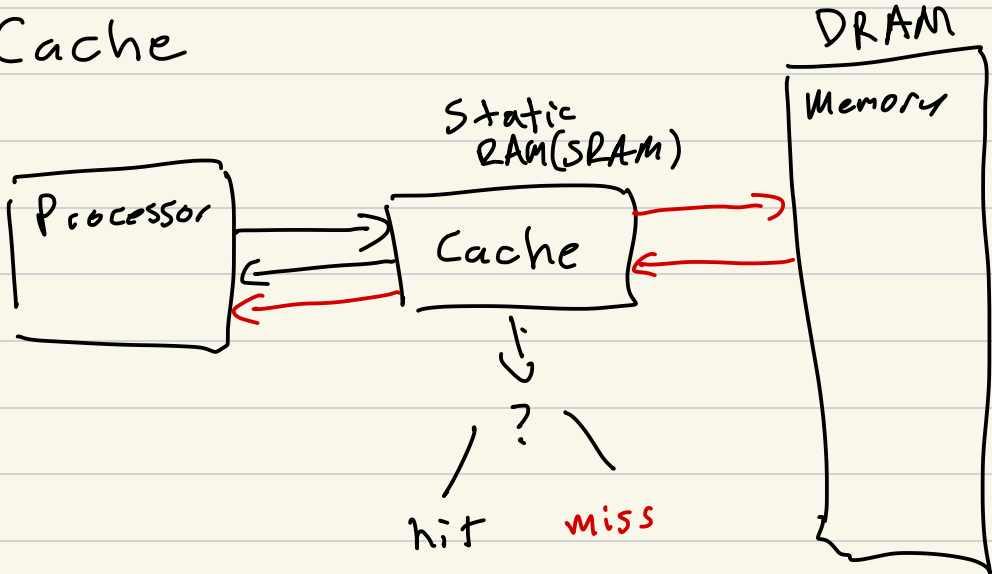 Cache
DRAM
Memory
Static
RAM(SRAM)
Processor
Cache
?
hit
miss